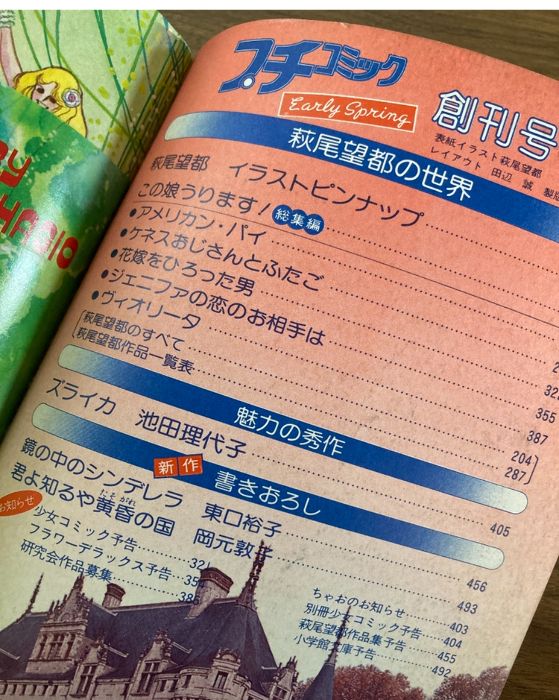 プチコミック
Early Spring
創刊号
表紙イラスト 萩尾望都
レイアウト 田辺 誠 製版
萩尾望都の世界
萩尾望都 イラストピンナップ
この娘うります! 総集編
●アメリカン・パイ
●ケネスおじさんとふたご
●花嫁をひろった男
●ジェニファの恋のお相手は 32
●ヴィオリータ 355
萩尾望都のすべて 387
萩尾望都作品一覧表 204 287
魅力の秀作
ズライカ 池田理代子 405
新作 書きおろし
鏡の中のシンデレラ 東口裕子 456
君よ知るや黄昏の国 岡元敦子 493
たそがれ
お知らせ
少女コミック予告 32
フラワーデラックス予告 35
研究会作品募集 38
ちゃおのお知らせ 403
別冊少女コミック予告 404
萩尾望都作品集予告 455
小学館文庫予告 492
HAGIO